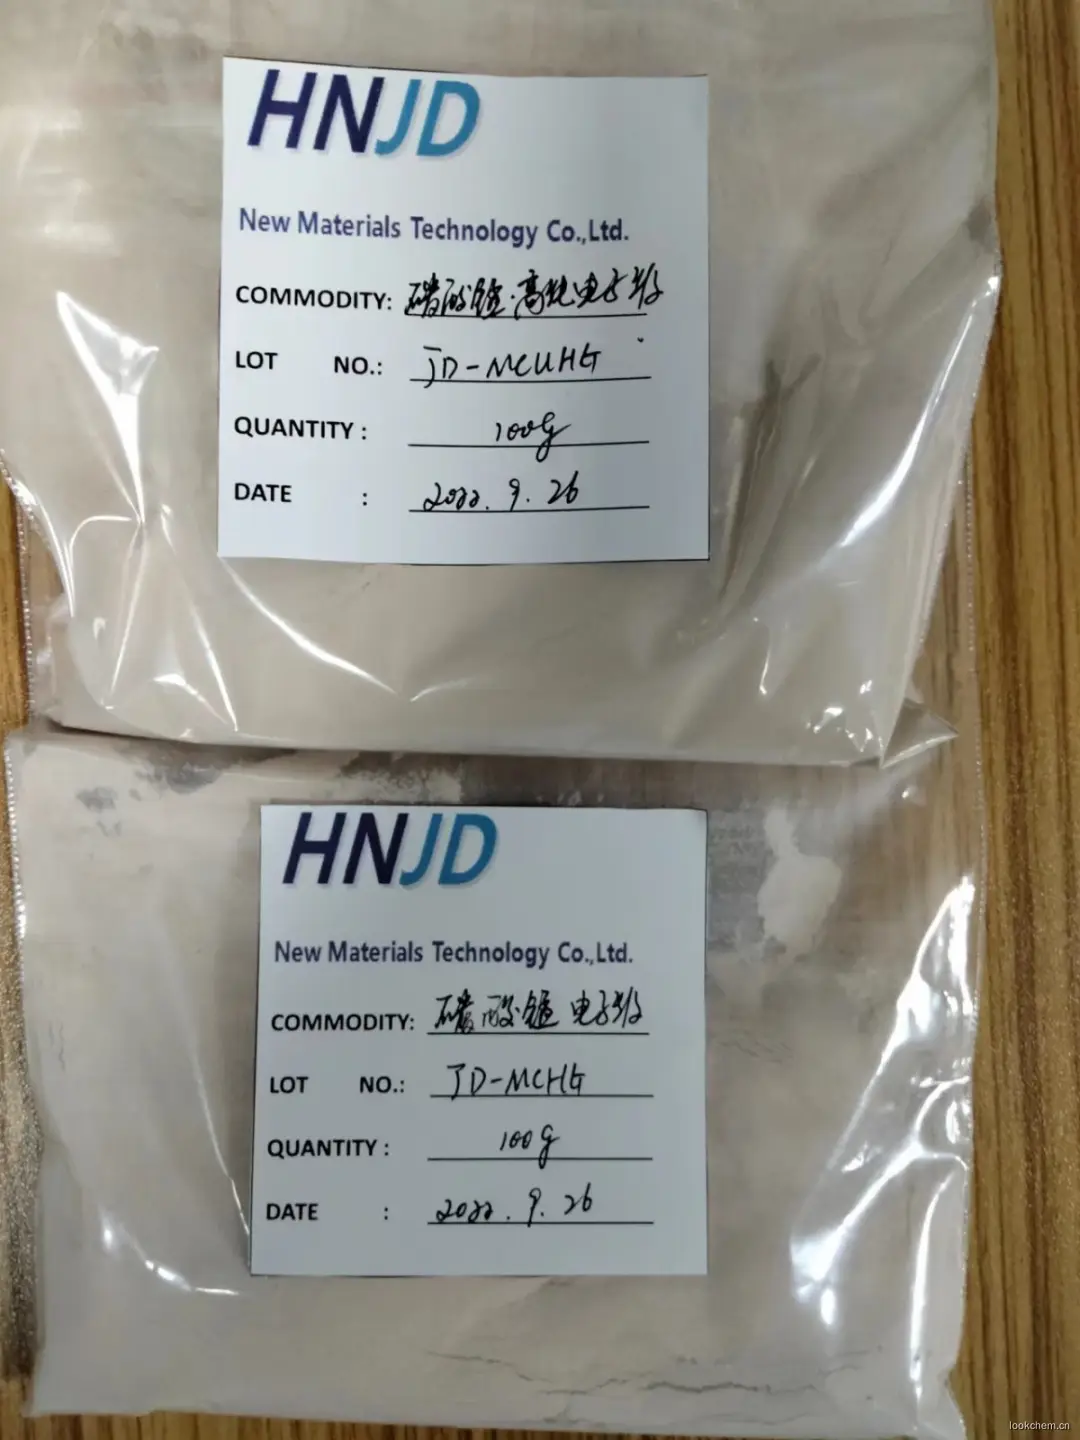 HNJD
New Materials Technology Co.,Ltd.
COMMODITY: 碳酸锰.高纯电子级
LOT NO.: JD-MCUHG
QUANTITY : 100g
DATE : 2022.9.26
HNJD
New Materials Technology Co.,Ltd.
COMMODITY: 碳酸锰 电子级
LOT NO.: JD-MCHG
QUANTITY : 100g
DATE : 2022.9.26
lookchem.cn